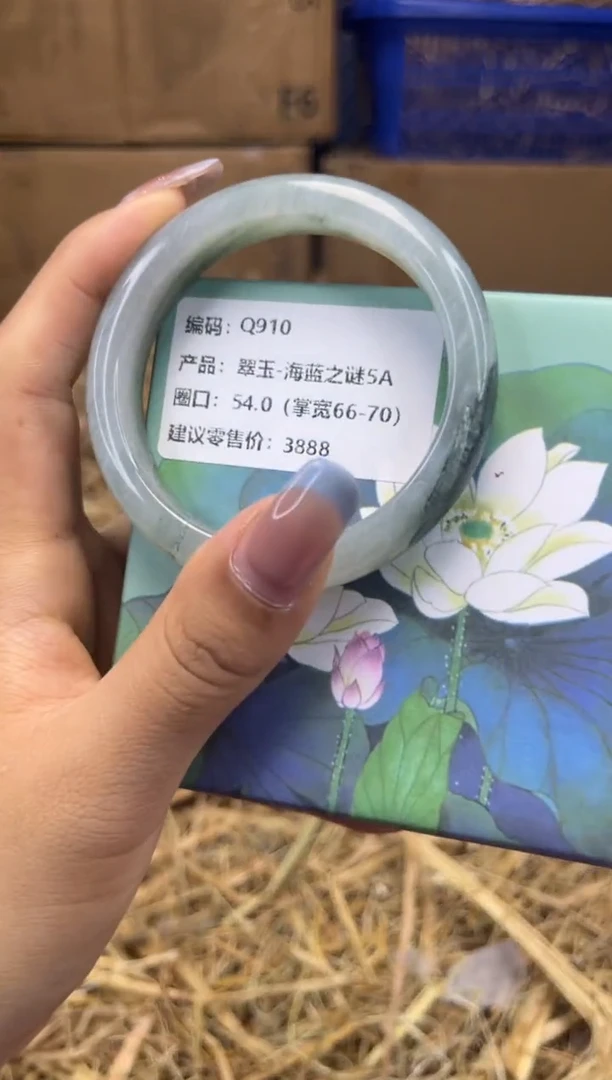 编码：Q910
产品：翠玉-海蓝之谜5A
圈口：54.0（掌宽66-70）
建议零售价：3888